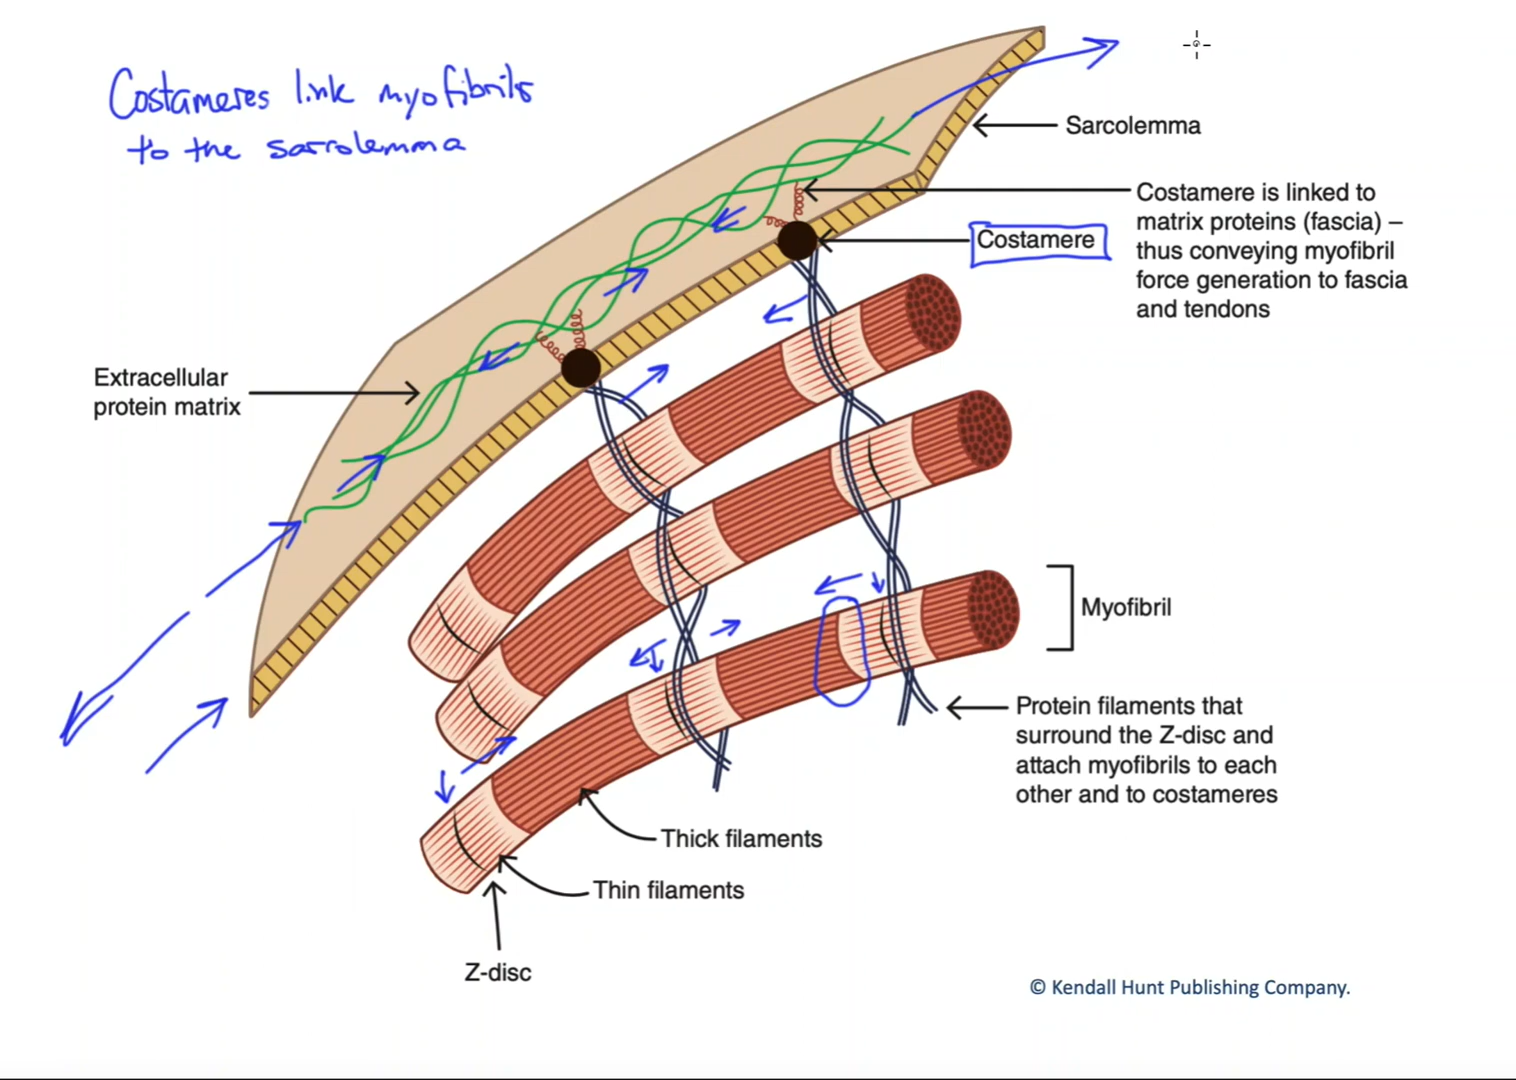 Costameres link myofibrils
to the sarcolemma
Sarcolemma
Costamere is linked to
matrix proteins (fascia) –
thus conveying myofibril
force generation to fascia
and tendons
Costamere
Extracellular
protein matrix
Myofibril
Protein filaments that
surround the Z-disc and
attach myofibrils to each
other and to costameres
Thick filaments
Thin filaments
Z-disc
© Kendall Hunt Publishing Company.